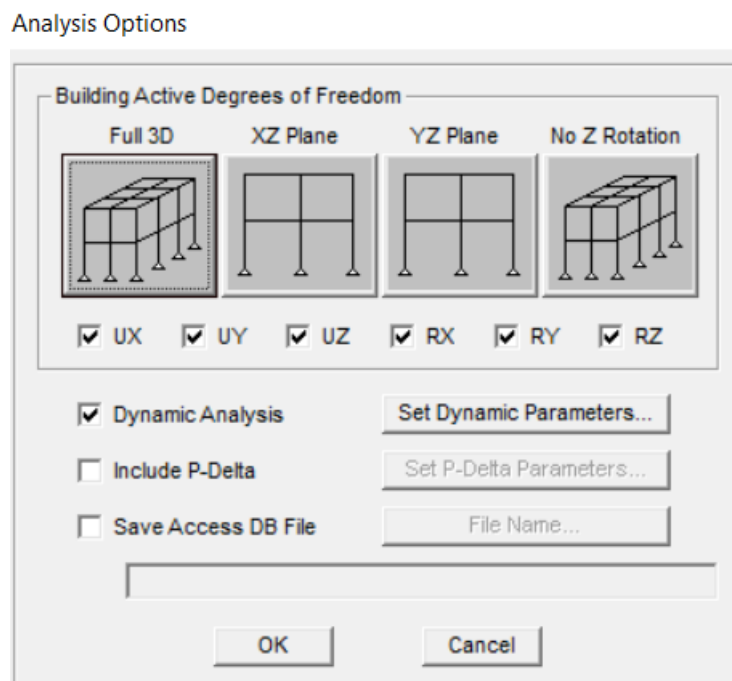 Analysis Options
Building Active Degrees of Freedom
Full 3D XZ Plane YZ Plane No Z Rotation
UX UY UZ RX RY RZ
Dynamic Analysis Set Dynamic Parameters...
Include P-Delta Set P-Delta Parameters...
Save Access DB File File Name...
OK Cancel